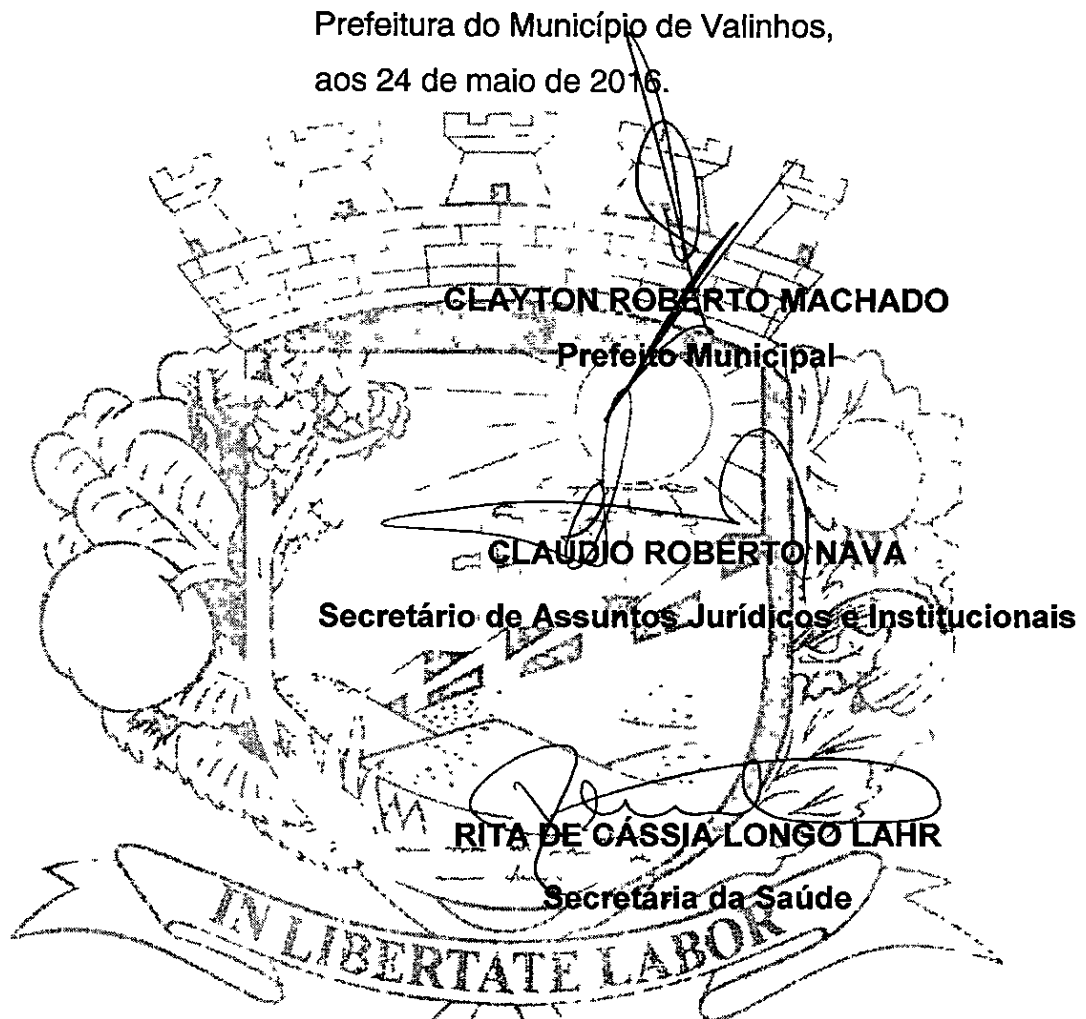 Prefeitura do Município de Valinhos,
aos 24 de maio de 2016.
CLAYTON ROBERTO MACHADO
Prefeito Municipal
CLAUDIO ROBERTO NAVA
Secretário de Assuntos Jurídicos e Institucionais
RITA DE CÁSSIA LONGO LAHR
Secretária da Saúde
IN LIBERTATE LABOR